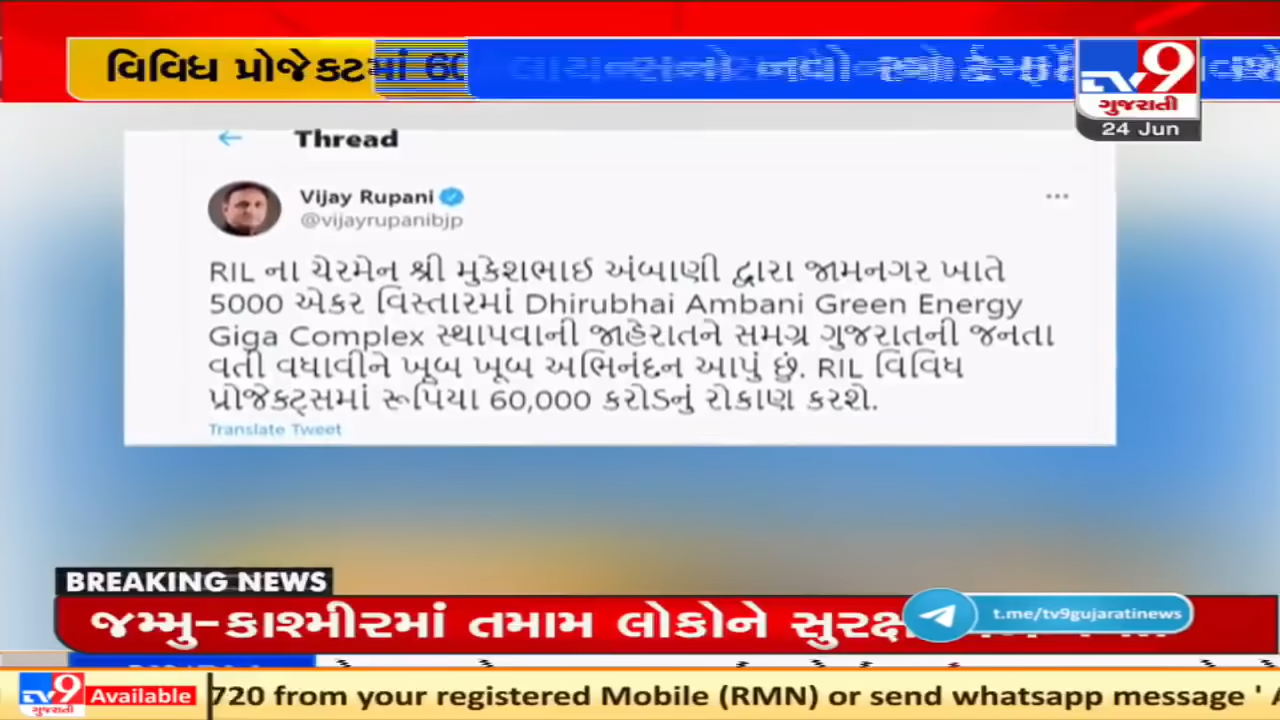 વિવિધ પ્રોજેક્ટમાં 60
TV9
ગુજરાતી
24 Jun
Thread
Vijay Rupani
@vijayrupanibjp
RIL ના ચેરમેન શ્રી મુકેશભાઈ અંબાણી દ્વારા જામનગર ખાતે
5000 એકર વિસ્તારમાં Dhirubhai Ambani Green Energy
Giga Complex સ્થાપવાની જાહેરાતને સમગ્ર ગુજરાતની જનતા
વતી વધાવીને ખૂબ ખૂબ અભિનંદન આપું છું. RIL વિવિધ
પ્રોજેક્ટ્સમાં રૂપિયા 60,000 કરોડનું રોકાણ કરશે.
Translate Tweet
BREAKING NEWS
જમ્મુ-કાશ્મીરમાં તમામ લોકોને
t.me/tv9gujaratinews
TV9 ગુજરાતી Available 720 from your registered Mobile (RMN) or send whatsapp message '